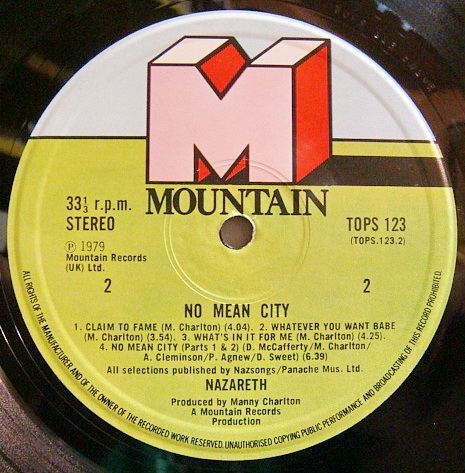 MOUNTAIN
33⅓ r.p.m.
STEREO
TOPS 123
(TOPS.123.2)
Ⓟ 1979
Mountain Records
(UK) Ltd.
2
2
NO MEAN CITY
1. CLAIM TO FAME (M. Charlton) (4.04). 2. WHATEVER YOU WANT BABE
(M. Charlton) (3.54). 3. WHAT'S IN IT FOR ME (M. Charlton) (4.25).
4. NO MEAN CITY (Parts 1 & 2) (D. McCafferty/M. Charlton/
A. Cleminson/P. Agnew/D. Sweet) (6.39)
All selections published by Nazsongs/Panache Mus. Ltd.
NAZARETH
Produced by Manny Charlton
A Mountain Records
Production
ALL RIGHTS OF THE MANUFACTURER AND OF THE OWNER OF THE RECORDED WORK RESERVED. UNAUTHORISED COPYING PUBLIC PERFORMANCE AND BROADCASTING OF THIS RECORD PROHIBITED.